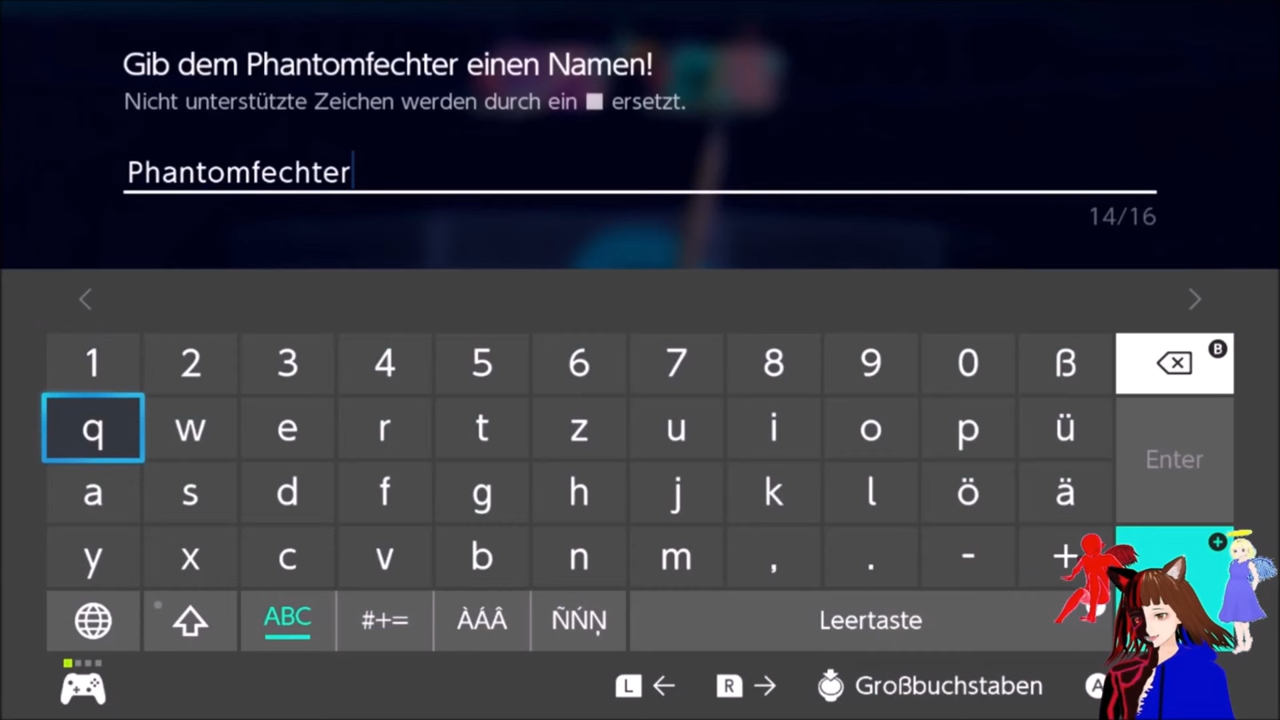 Gib dem Phantomfechter einen Namen!
Nicht unterstützte Zeichen werden durch ein ■ ersetzt.
Phantomfechter
14/16
1 2 3 4 5 6 7 8 9 0 ß B
q w e r t z u i o p ü Enter
a s d f g h j k l ö ä
y x c v b n m , . - + +
ABC #+= ÀÁÂ ÑŃŅ Leertaste
L ← R → Großbuchstaben A